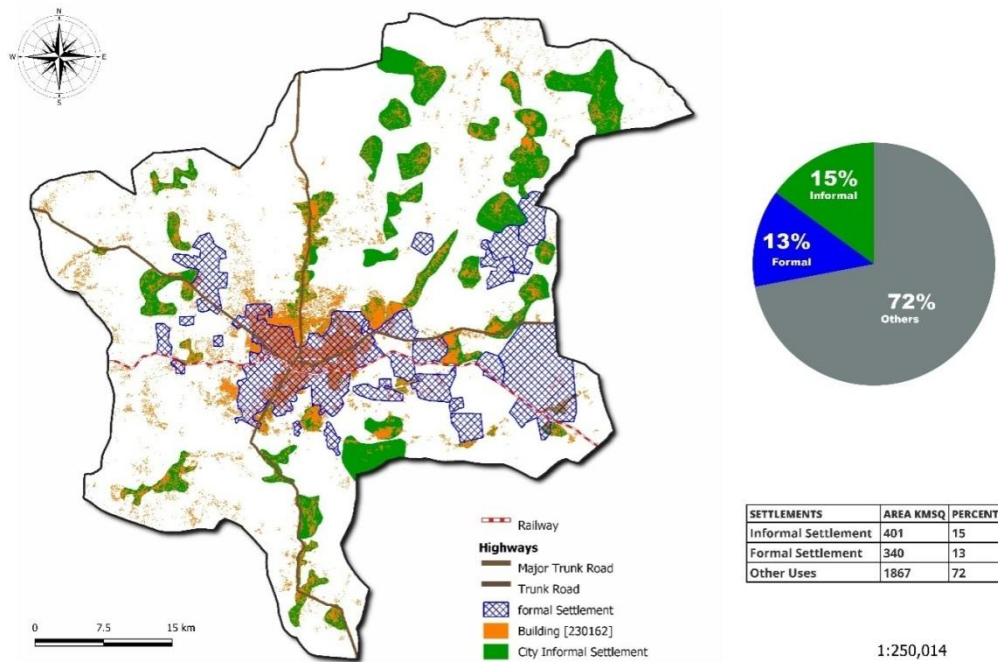 N
W
E
S
15%
Informal
13%
Formal
72%
Others
Railway
Highways
Major Trunk Road
Trunk Road
formal Settlement
Building [230162]
City Informal Settlement
0 7.5 15 km
SETTLEMENTS AREA KMSQ PERCENT
Informal Settlement 401 15
Formal Settlement 340 13
Other Uses 1867 72
1:250,014